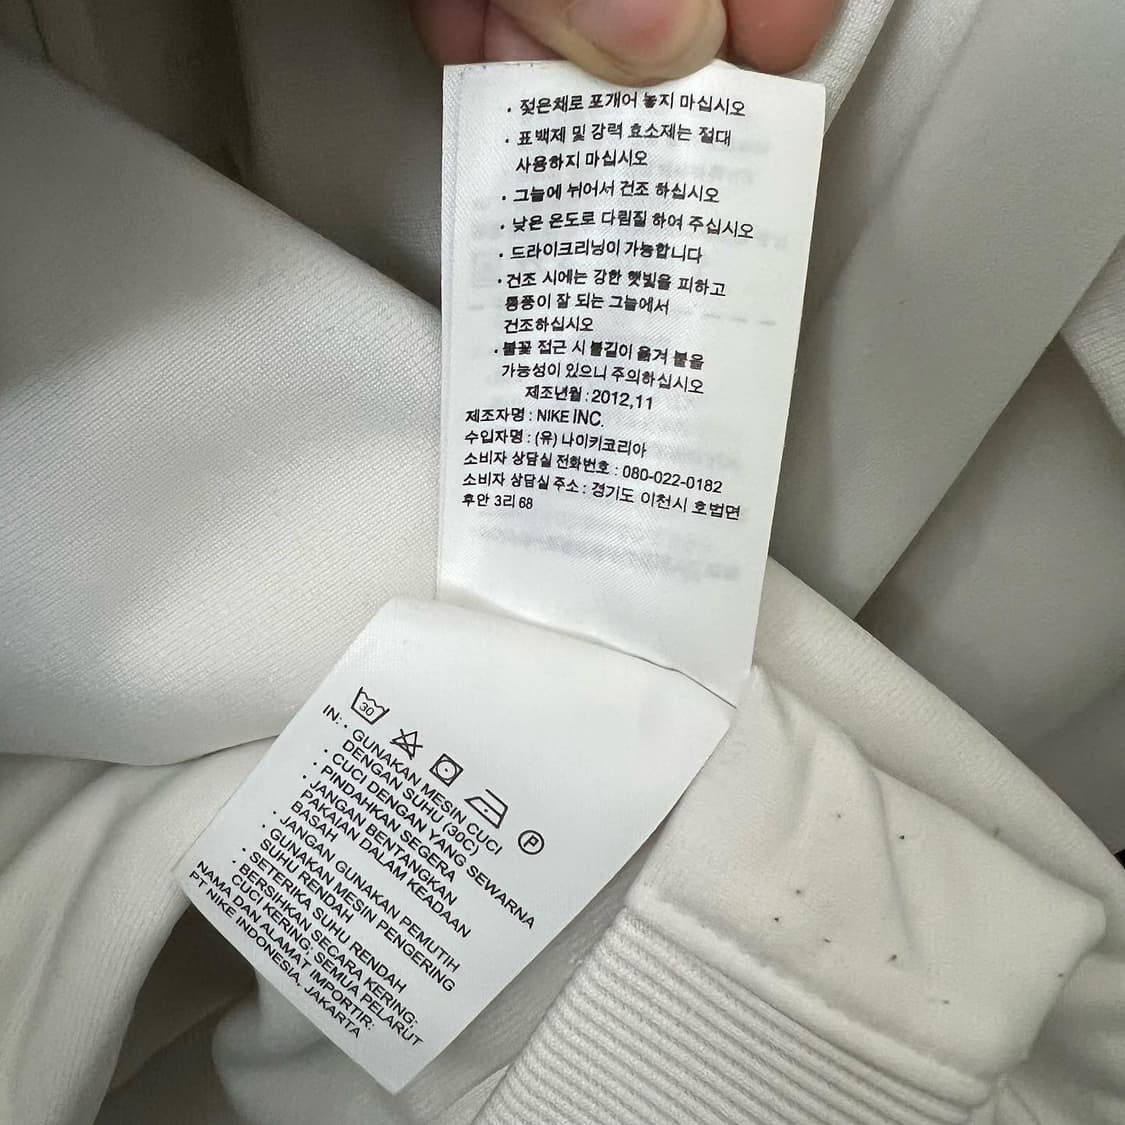 . 젖은채로 포개어 놓지 마십시오
. 표백제 및 강력 효소제는 절대
사용하지 마십시오
. 그늘에 뉘어서 건조 하십시오
. 낮은 온도로 다림질 하여 주십시오
. 드라이크리닝이 가능합니다
. 건조 시에는 강한 햇빛을 피하고
통풍이 잘 되는 그늘에서
건조하십시오
. 불꽃 접근 시 불길이 옮겨 붙을
가능성이 있으니 주의하십시오
제조년월 : 2012,11
제조자명 : NIKE INC.
수입자명 : (유) 나이키코리아
소비자 상담실 전화번호 : 080-022-0182
소비자 상담실 주소 : 경기도 이천시 호법면
후안 3리 68
30
P
IN: · GUNAKAN MESIN CUCI
DENGAN SUHU (30C)
· CUCI DENGAN YANG SEWARNA
· PINDAHKAN SEGERA
· JANGAN BENTANGKAN
PAKAIAN DALAM KEADAAN
BASAH
· JANGAN GUNAKAN PEMUTIH
· GUNAKAN MESIN PENGERING
SUHU RENDAH
· SETERIKA SUHU RENDAH
· BERSIHKAN SECARA KERING;
CUCI KERING; SEMUA PELARUT
NAMA DAN ALAMAT IMPORTIR:
PT NIKE INDONESIA, JAKARTA